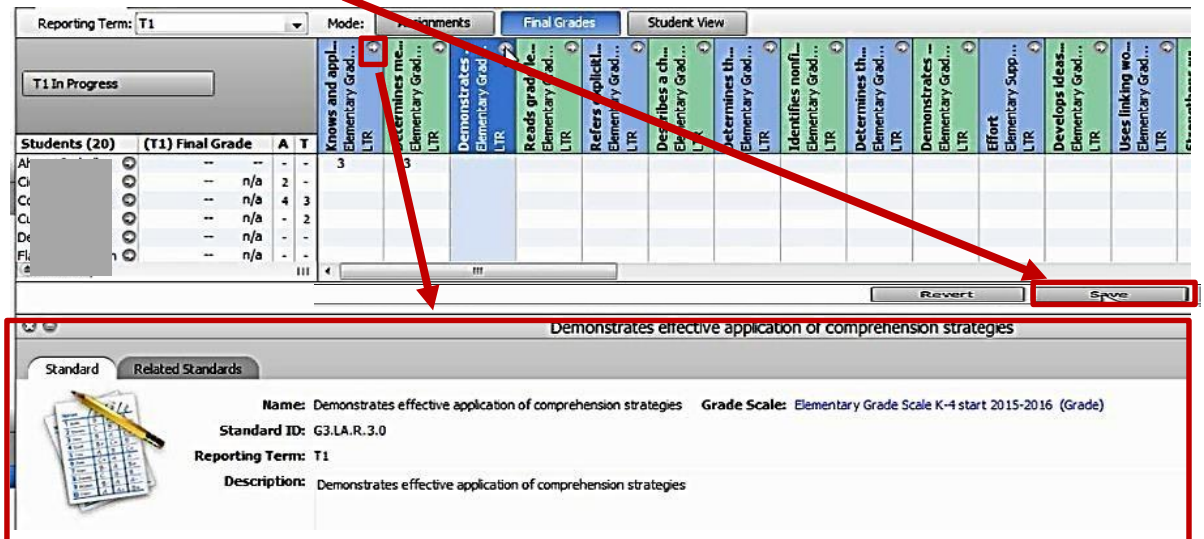 Reporting Term: T1 Mode: Assignments Final Grades Student View
T1 In Progress
Knows and appl...
Elementary Grad...
LTR
Determines me...
Elementary Grad...
LTR
Demonstrates
Elementary Grad...
LTR
Reads grade-le...
Elementary Grad...
LTR
Refers explicitl...
Elementary Grad...
LTR
Describes a ch...
Elementary Grad...
LTR
Determines th...
Elementary Grad...
LTR
Identifies nonfi...
Elementary Grad...
LTR
Determines th...
Elementary Grad...
LTR
Demonstrates -
Elementary Grad...
LTR
Effort
Elementary Supp...
LTR
Develops ideas...
Elementary Grad...
LTR
Uses linking wo...
Elementary Grad...
LTR
Students (20) (T1) Final Grade A T
-- -- - - 3 3
-- n/a 2 -
-- n/a 4 3
-- n/a - 2
-- n/a - -
-- n/a - -
Revert Save
Demonstrates effective application of comprehension strategies
Standard Related Standards
Name: Demonstrates effective application of comprehension strategies Grade Scale: Elementary Grade Scale K-4 start 2015-2016 (Grade)
Standard ID: G3.LA.R.3.0
Reporting Term: T1
Description: Demonstrates effective application of comprehension strategies